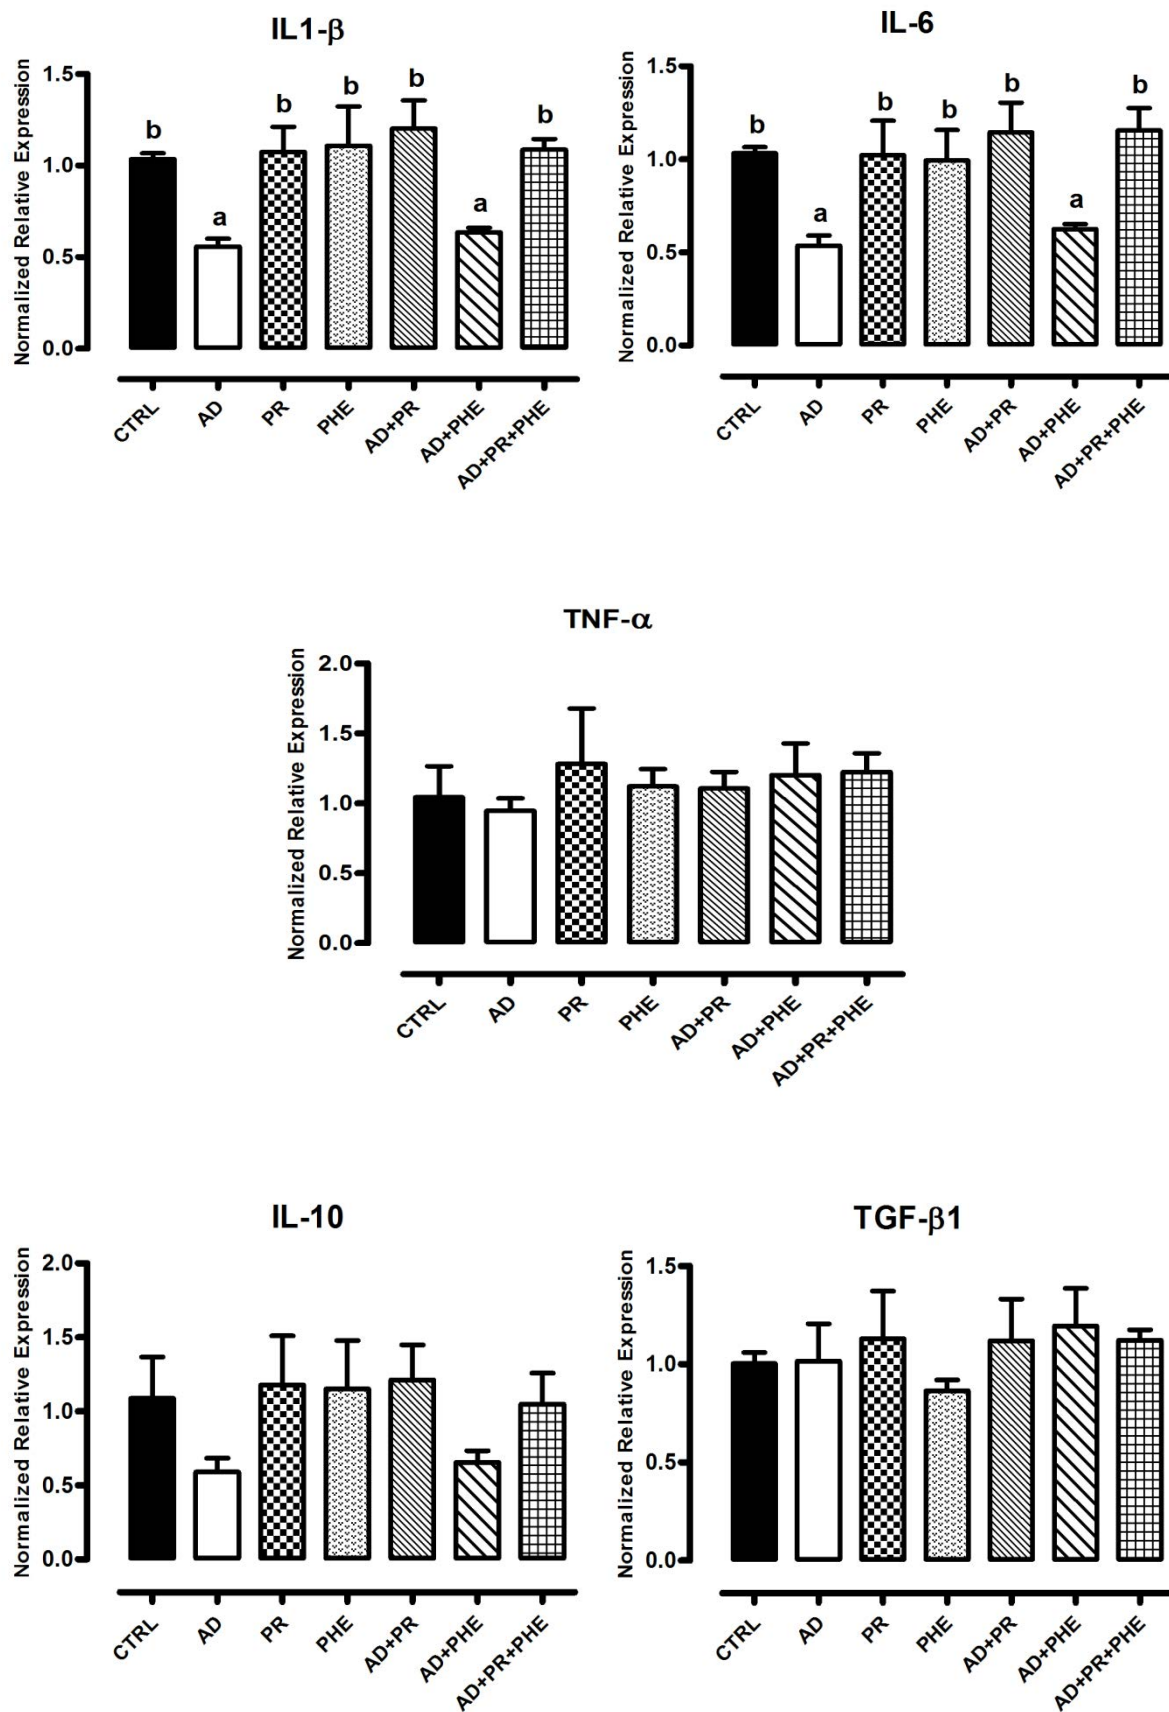 IL1-β
Normalized Relative Expression
1.5
1.0
0.5
0.0
b
a
b
b
b
a
b
CTRL
AD
PR
PHE
AD+PR
AD+PHE
AD+PR+PHE
IL-6
Normalized Relative Expression
1.5
1.0
0.5
0.0
b
a
b
b
b
a
b
CTRL
AD
PR
PHE
AD+PR
AD+PHE
AD+PR+PHE
TNF-α
Normalized Relative Expression
2.0
1.5
1.0
0.5
0.0
CTRL
AD
PR
PHE
AD+PR
AD+PHE
AD+PR+PHE
IL-10
Normalized Relative Expression
2.0
1.5
1.0
0.5
0.0
CTRL
AD
PR
PHE
AD+PR
AD+PHE
AD+PR+PHE
TGF-β1
Normalized Relative Expression
1.5
1.0
0.5
0.0
CTRL
AD
PR
PHE
AD+PR
AD+PHE
AD+PR+PHE